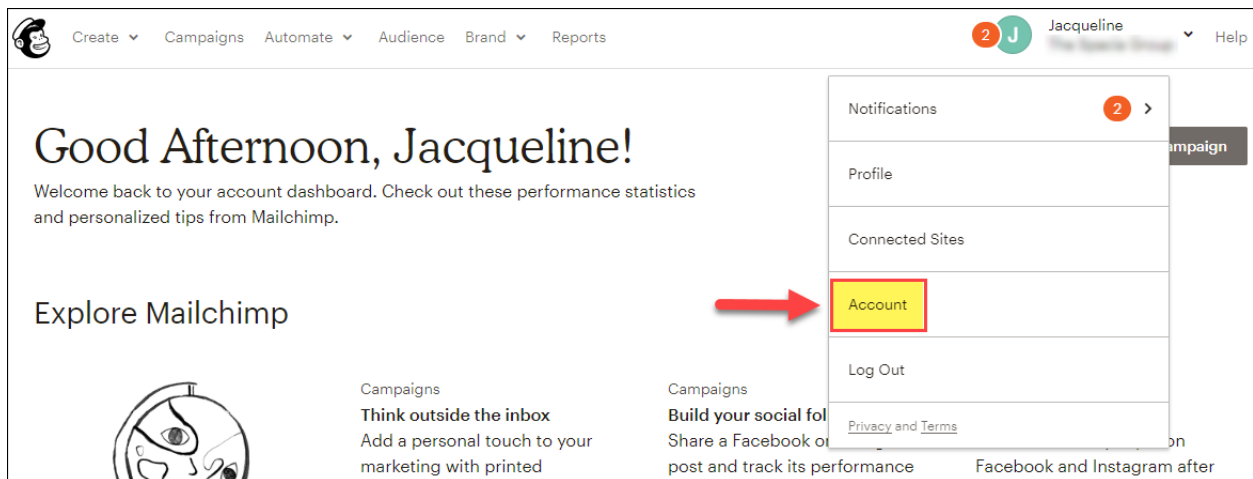 Create Campaigns Automate Audience Brand Reports 2 J Jacqueline Help
Notifications 2
Profile
Connected Sites
Account
Log Out
Privacy and Terms
Good Afternoon, Jacqueline!
Welcome back to your account dashboard. Check out these performance statistics
and personalized tips from Mailchimp.
Explore Mailchimp
Campaigns
Think outside the inbox
Add a personal touch to your
marketing with printed
Campaigns
Build your social fol
Share a Facebook or
post and track its performance
on
Facebook and Instagram after